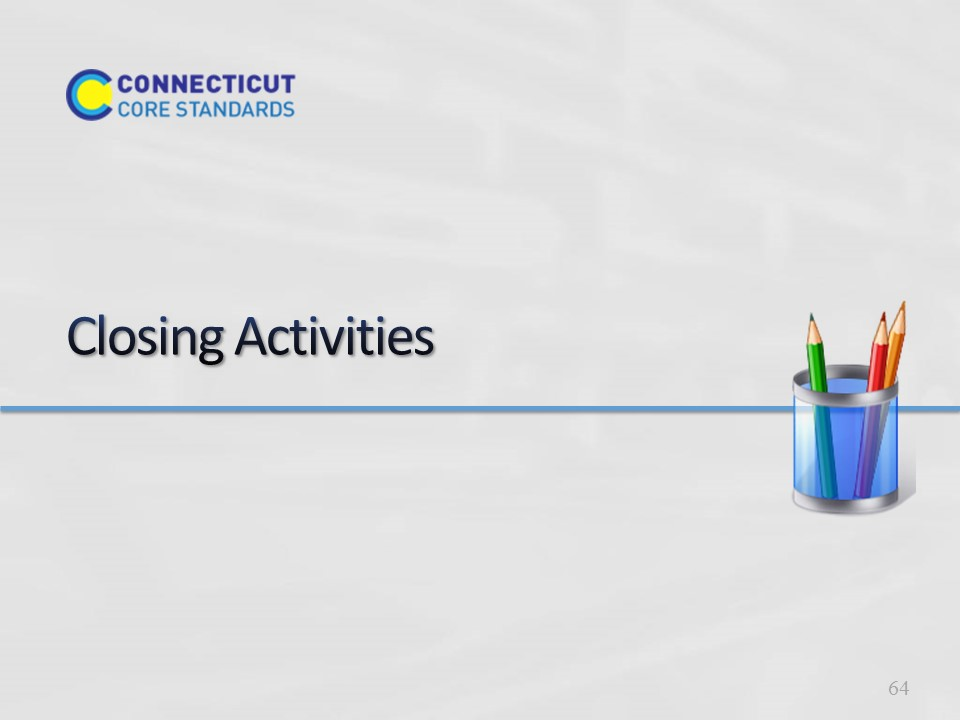 CONNECTICUT
CORE STANDARDS
Closing Activities
64